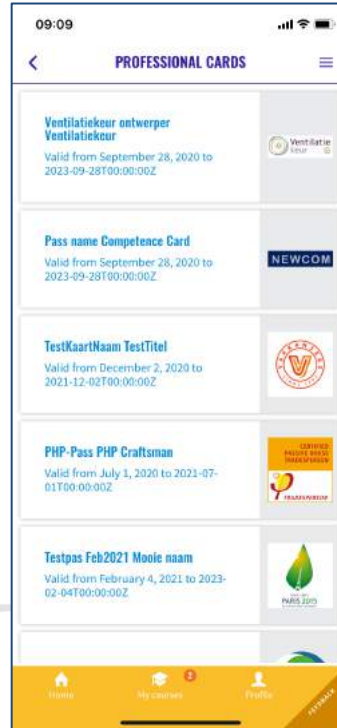 09:09
PROFESSIONAL CARDS
Ventilatiekeur ontwerper
Ventilatiekeur
Valid from September 28, 2020 to
2023-09-28T00:00:00Z
Ventilatie
keur
Pass name Competence Card
Valid from September 28, 2020 to
2023-09-28T00:00:00Z
NEWCOM
TestKaartNaam TestTitel
Valid from December 2, 2020 to
2021-12-02T00:00:00Z
V
PHP-Pass PHP Craftsman
Valid from July 1, 2020 to 2021-07-
01T00:00:00Z
CERTIFIED
PASSIVE HOUSE
TRADESPERSON
TRADESPERSON
Testpas Feb2021 Mooie naam
Valid from February 4, 2021 to 2023-
02-04T00:00:00Z
PARIS 2015
Home
2
My courses
Profile
FEEDBACK